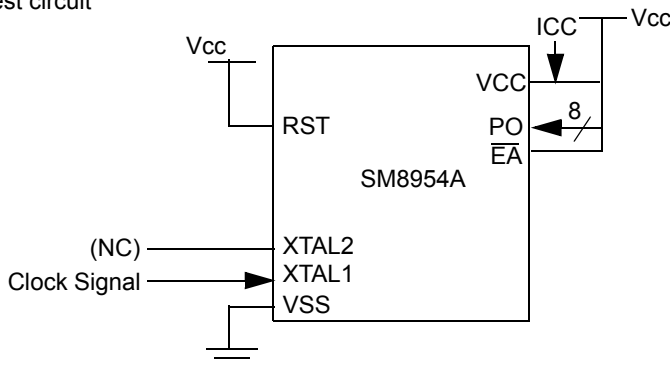 est circuit
Vcc
ICC
Vcc
VCC
8
RST
PO
EA
SM8954A
(NC)
XTAL2
Clock Signal
XTAL1
VSS